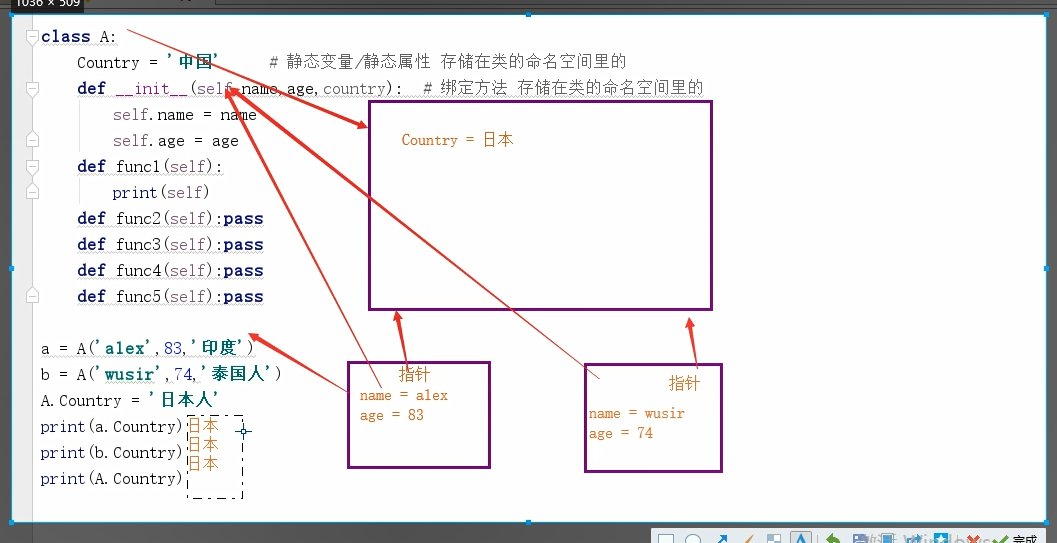 1036 × 509
class A:
Country = '中国' # 静态变量/静态属性 存储在类的命名空间里的
def __init__(self,name,age,country): # 绑定方法 存储在类的命名空间里的
self.name = name
self.age = age
def func1(self):
print(self)
def func2(self):pass
def func3(self):pass
def func4(self):pass
def func5(self):pass
Country = 日本
a = A('alex',83,'印度')
b = A('wusir',74,'泰国人')
A.Country = '日本人'
print(a.Country)
print(b.Country)
print(A.Country)
日本
日本
日本
指针
name = alex
age = 83
指针
name = wusir
age = 74
完成